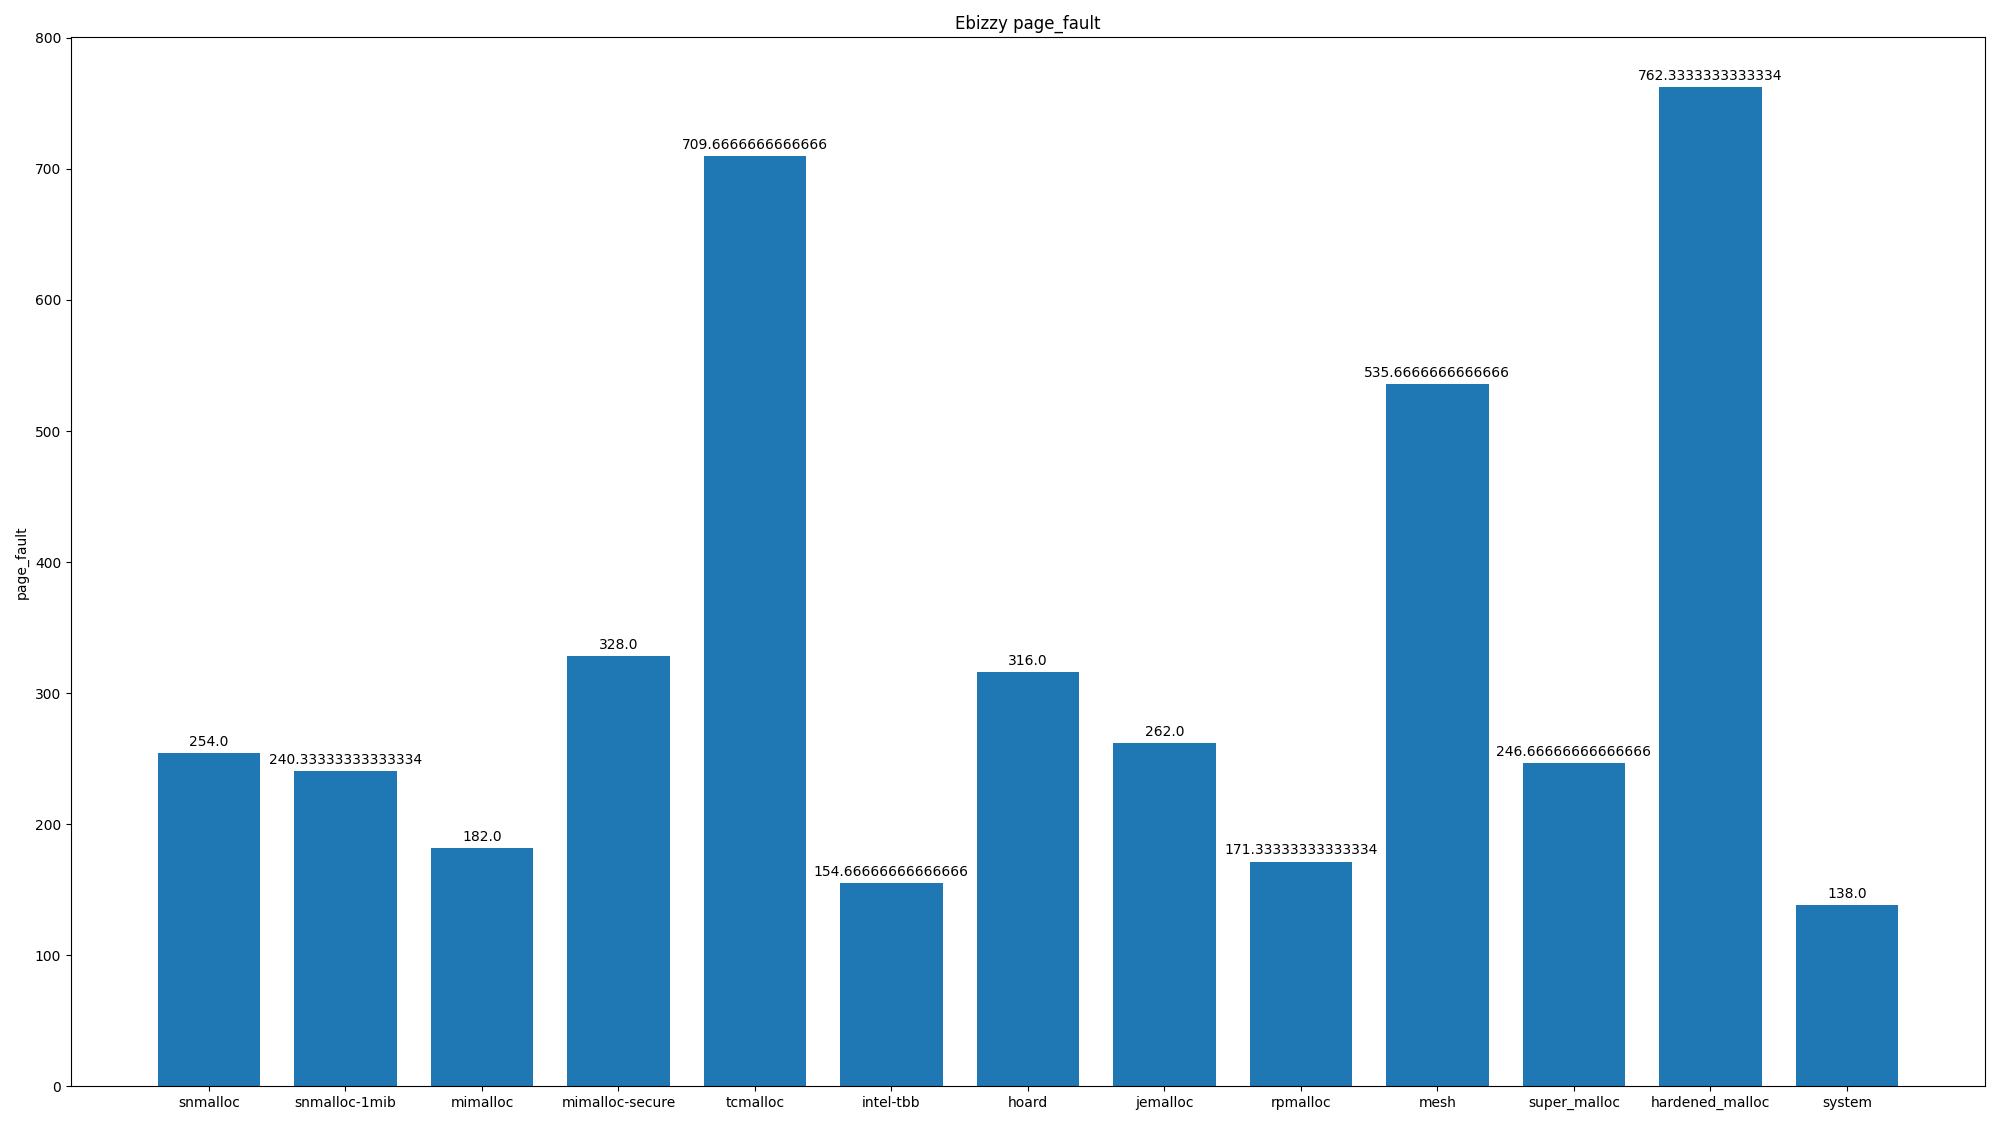 Ebizzy page_fault
page_fault
800
700
600
500
400
300
200
100
0
254.0
240.33333333333334
182.0
328.0
709.6666666666666
154.66666666666666
316.0
262.0
171.33333333333334
535.6666666666666
246.66666666666666
762.3333333333334
138.0
snmalloc
snmalloc-1mib
mimalloc
mimalloc-secure
tcmalloc
intel-tbb
hoard
jemalloc
rpmalloc
mesh
super_malloc
hardened_malloc
system